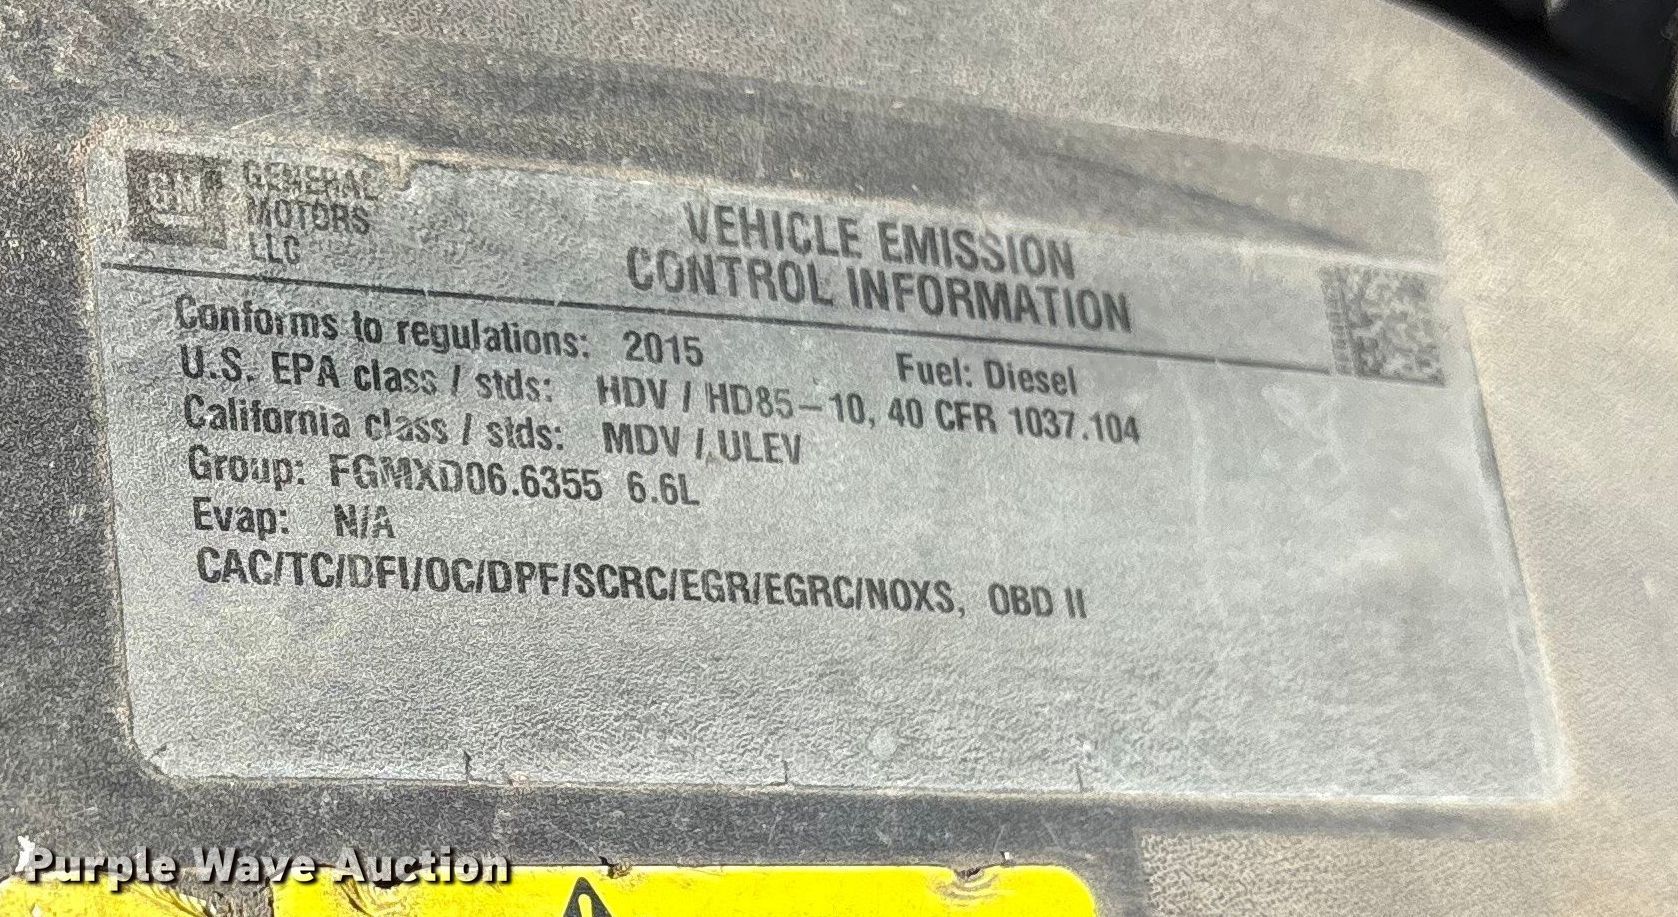 GM
GENERAL
MOTORS
LLC
VEHICLE EMISSION
CONTROL INFORMATION
Conforms to regulations: 2015 Fuel: Diesel
U.S. EPA class / stds: HDV / HD85-10, 40 CFR 1037.104
California class / stds: MDV / ULEV
Group: FGMXD06.6355 6.6L
Evap: N/A
CAC/TC/DFI/OC/DPF/SCRC/EGR/EGRC/NOXS, OBD II
Purple Wave Auction